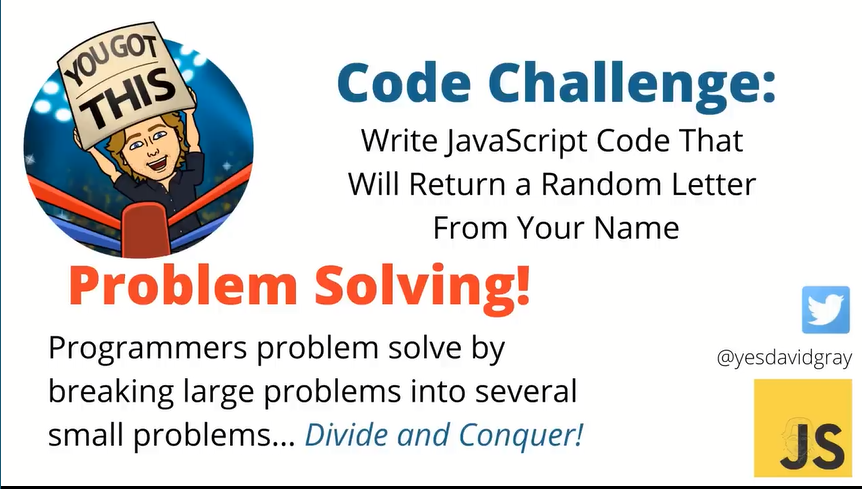 YOU GOT
THIS
Code Challenge:
Write JavaScript Code That
Will Return a Random Letter
From Your Name
Problem Solving!
Programmers problem solve by
breaking large problems into several
small problems... Divide and Conquer!
@yesdavidgray
JS